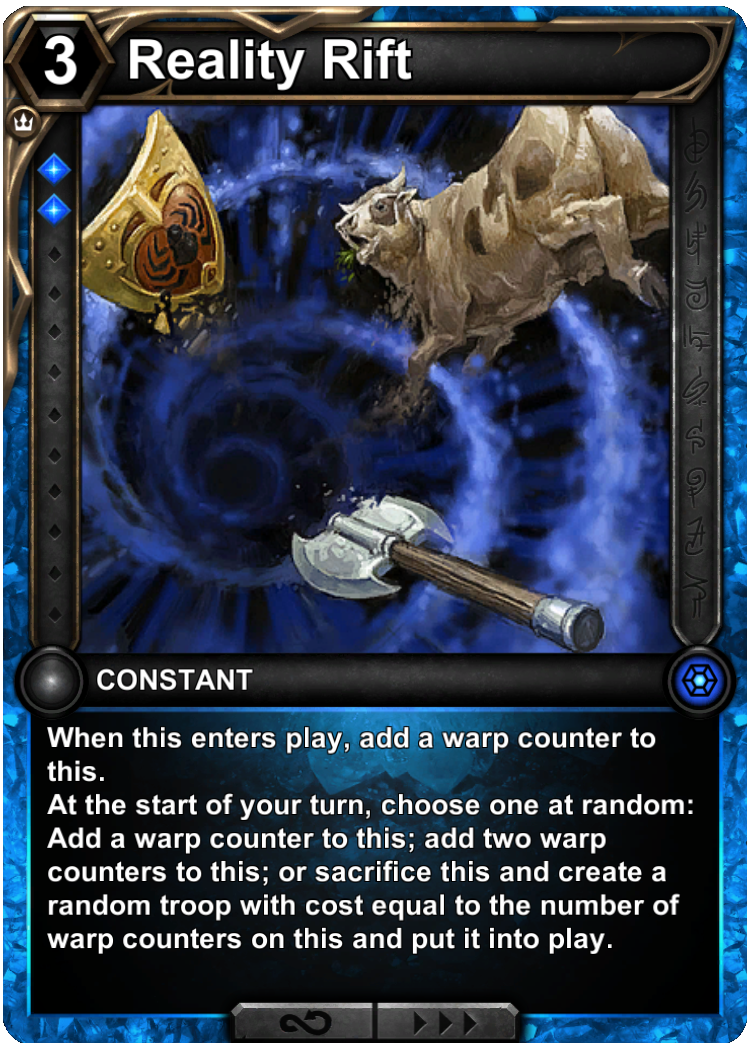 3 Reality Rift
CONSTANT
When this enters play, add a warp counter to
this.
At the start of your turn, choose one at random:
Add a warp counter to this; add two warp
counters to this; or sacrifice this and create a
random troop with cost equal to the number of
warp counters on this and put it into play.